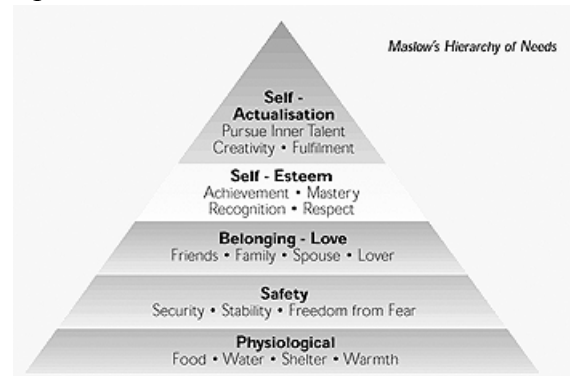 Maslow's Hierarchy of Needs
Self -
Actualisation
Pursue Inner Talent
Creativity • Fulfilment
Self - Esteem
Achievement • Mastery
Recognition • Respect
Belonging - Love
Friends • Family • Spouse • Lover
Safety
Security • Stability • Freedom from Fear
Physiological
Food • Water • Shelter • Warmth